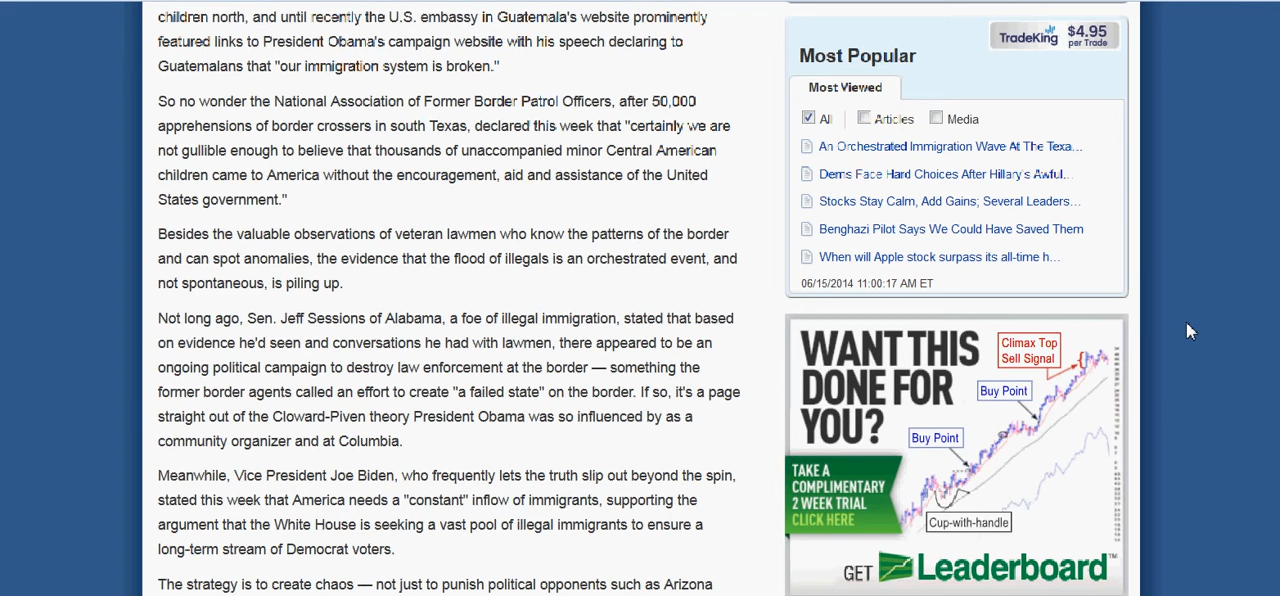 children north, and until recently the U.S. embassy in Guatemala's website prominently
featured links to President Obama's campaign website with his speech declaring to
Guatemalans that "our immigration system is broken."
So no wonder the National Association of Former Border Patrol Officers, after 50,000
apprehensions of border crossers in south Texas, declared this week that "certainly we are
not gullible enough to believe that thousands of unaccompanied minor Central American
children came to America without the encouragement, aid and assistance of the United
States government."
Besides the valuable observations of veteran lawmen who know the patterns of the border
and can spot anomalies, the evidence that the flood of illegals is an orchestrated event, and
not spontaneous, is piling up.
Not long ago, Sen. Jeff Sessions of Alabama, a foe of illegal immigration, stated that based
on evidence he'd seen and conversations he had with lawmen, there appeared to be an
ongoing political campaign to destroy law enforcement at the border — something the
former border agents called an effort to create "a failed state" on the border. If so, it's a page
straight out of the Cloward-Piven theory President Obama was so influenced by as a
community organizer and at Columbia.
Meanwhile, Vice President Joe Biden, who frequently lets the truth slip out beyond the spin,
stated this week that America needs a "constant" inflow of immigrants, supporting the
argument that the White House is seeking a vast pool of illegal immigrants to ensure a
long-term stream of Democrat voters.
The strategy is to create chaos — not just to punish political opponents such as Arizona
TradeKing $4.95
per Trade
Most Popular
Most Viewed
All Articles Media
An Orchestrated Immigration Wave At The Texa...
Dems Face Hard Choices After Hillary's Awful...
Stocks Stay Calm, Add Gains; Several Leaders...
Benghazi Pilot Says We Could Have Saved Them
When will Apple stock surpass its all-time h...
06/15/2014 11:00:17 AM ET
WANT THIS
DONE FOR
YOU?
Climax Top
Sell Signal
Buy Point
Buy Point
TAKE A
COMPLIMENTARY
2 WEEK TRIAL
CLICK HERE
Cup-with-handle
GET Leaderboard™